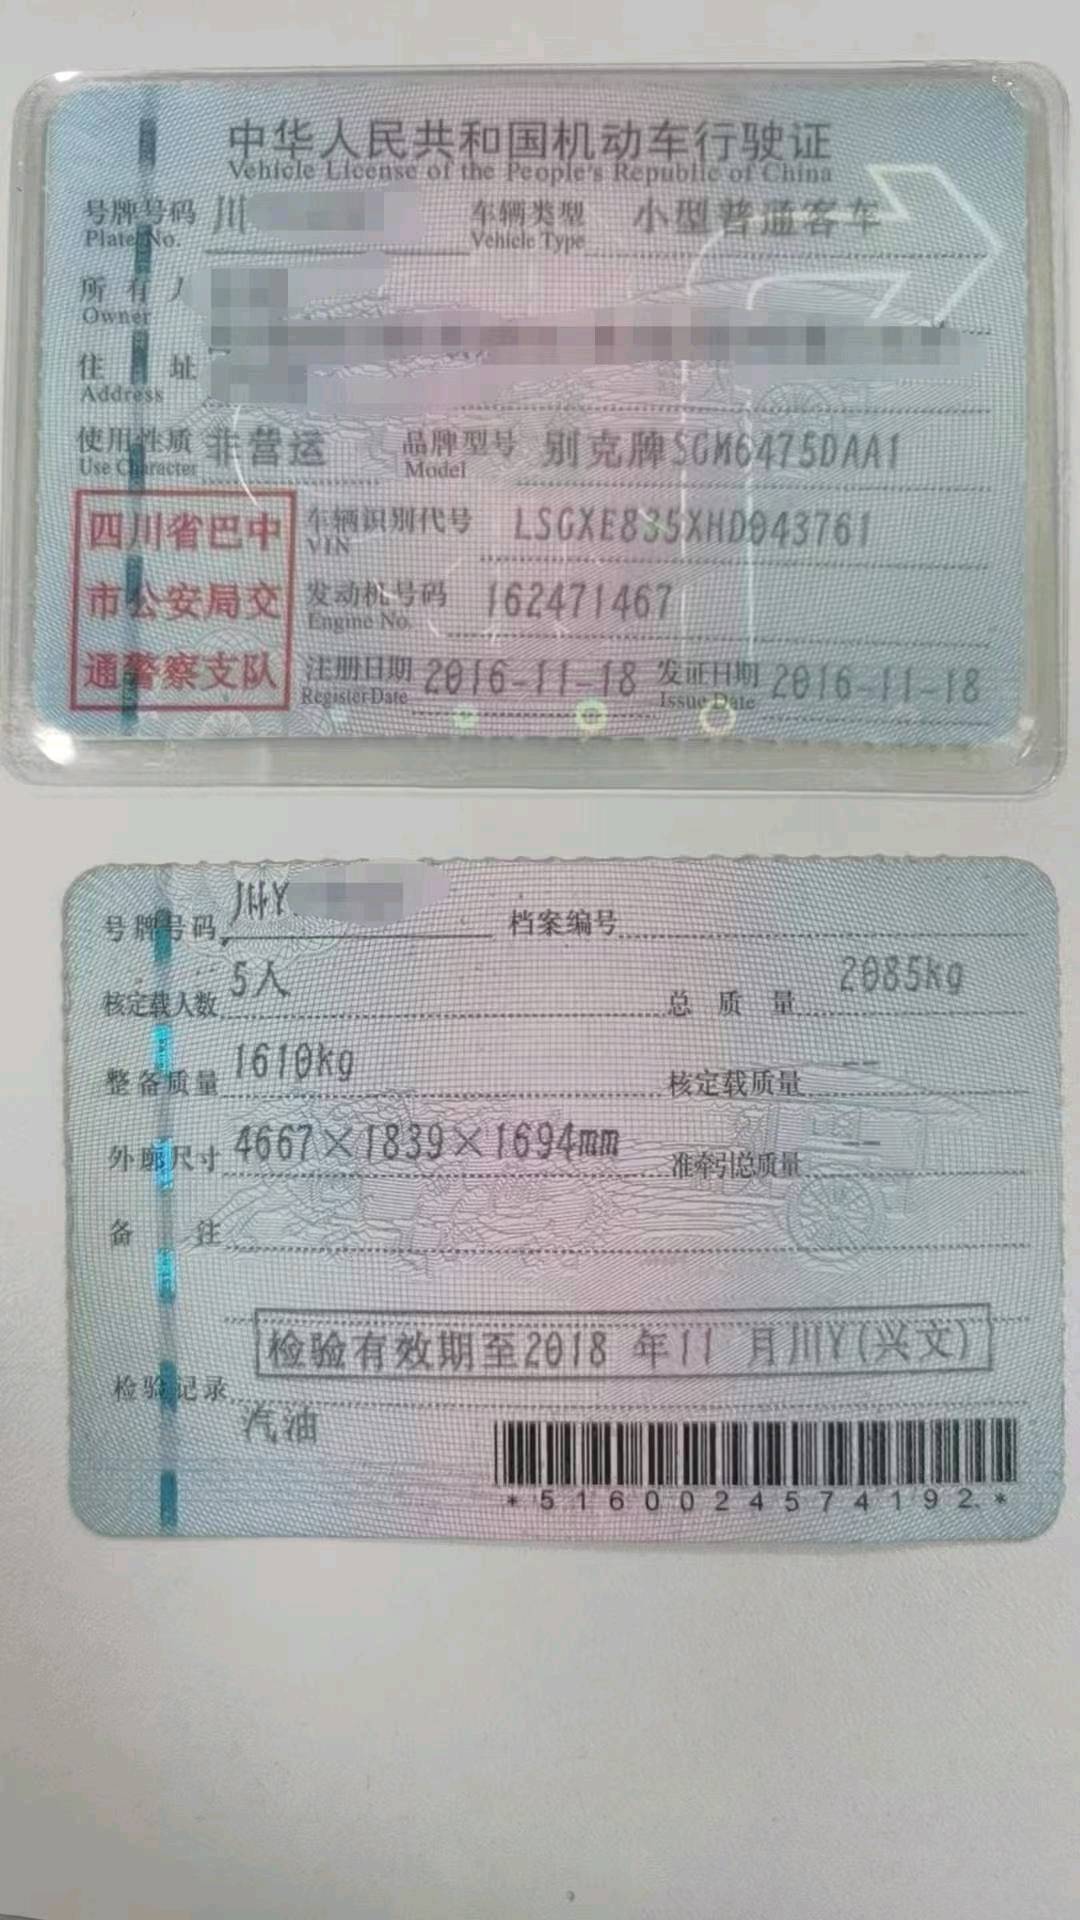 中华人民共和国机动车行驶证
Vehicle License of the People's Republic of China
号牌号码 川 车辆类型 小型普通客车
Plate No. Vehicle Type
所有人
Owner
住 址
Address
使用性质 非营运 品牌型号 别克牌SGM6475DAA1
Use Character Model
四川省巴中
市公安局交
通警察支队
车辆识别代号 LSGXE835XHD043761
VIN
发动机号码 162471467
Engine No.
注册日期 2016-11-18 发证日期 2016-11-18
Register Date Issue Date
号牌号码 川Y 档案编号
核定载人数 5人 总质量 2085kg
整备质量 1610kg 核定载质量 --
外廓尺寸 4667×1839×1694mm 准牵引总质量 --
备 注
检验有效期至2018 年11 月川Y(兴文)
检验记录
汽油
*5160024574192*